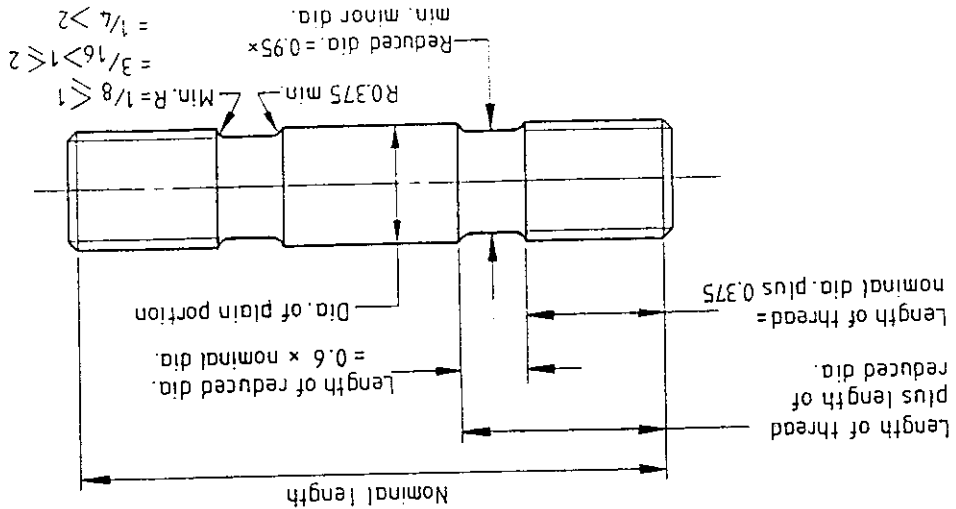 Nominal length
Length of thread
plus length of
reduced dia.
Length of reduced dia.
= 0.6 × nominal dia.
Length of thread=
nominal dia. plus 0.375
Dia. of plain portion
R0.375 min.
Min. R=1/8 ⩽1
= 3/16>1⩽2
= 1/4 >2
Reduced dia.=0.95×
min. minor dia.